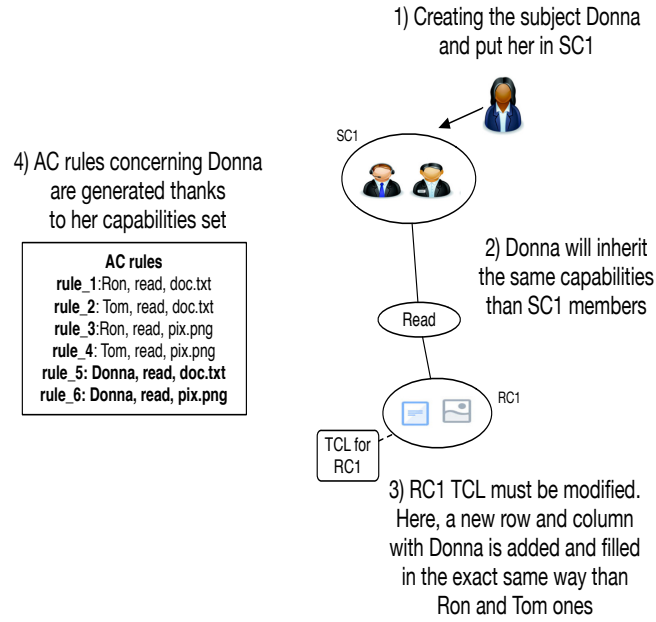 1) Creating the subject Donna
and put her in SC1
SC1
4) AC rules concerning Donna
are generated thanks
to her capabilities set
AC rules
rule_1:Ron, read, doc.txt
rule_2: Tom, read, doc.txt
rule_3:Ron, read, pix.png
rule_4: Tom, read, pix.png
rule_5: Donna, read, doc.txt
rule_6: Donna, read, pix.png
2) Donna will inherit
the same capabilities
than SC1 members
Read
RC1
TCL for
RC1
3) RC1 TCL must be modified.
Here, a new row and column
with Donna is added and filled
in the exact same way than
Ron and Tom ones